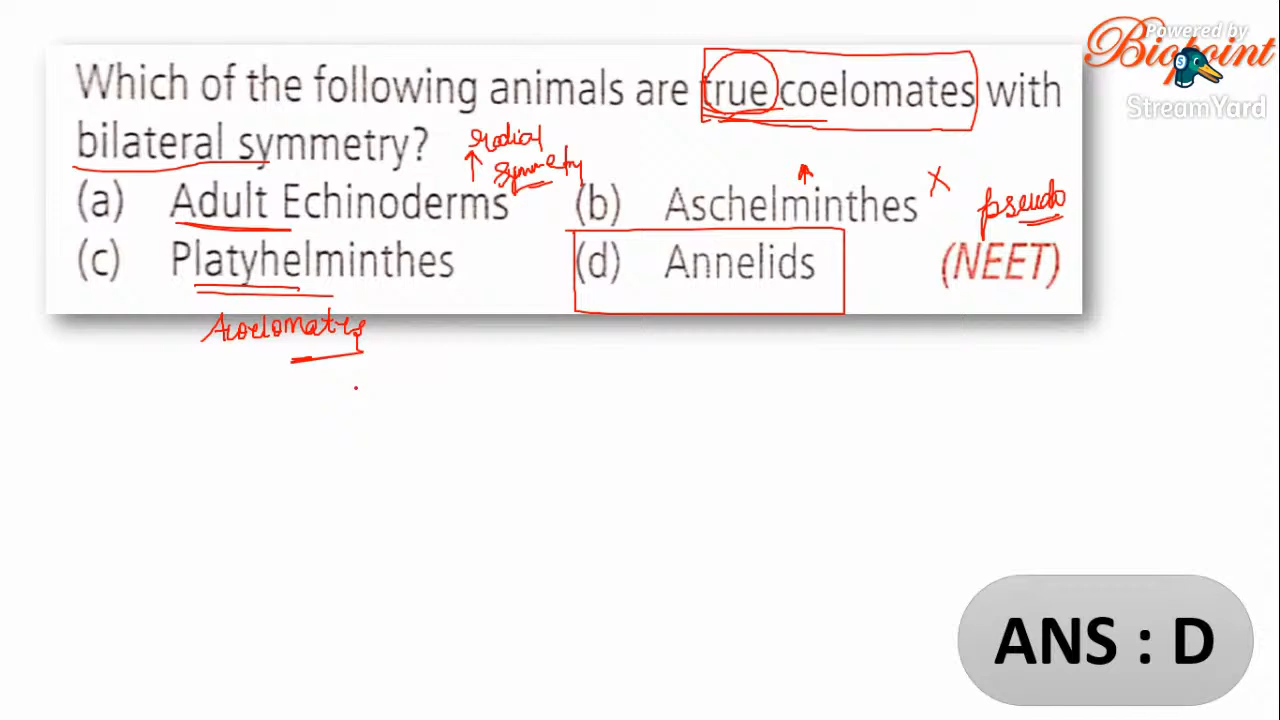 Powered by
Biopoint
StreamYard
Which of the following animals are true coelomates with
bilateral symmetry?
radial
symmetry
(a) Adult Echinoderms (b) Aschelminthes x pseudo
(c) Platyhelminthes (d) Annelids (NEET)
Acoelomates
ANS : D